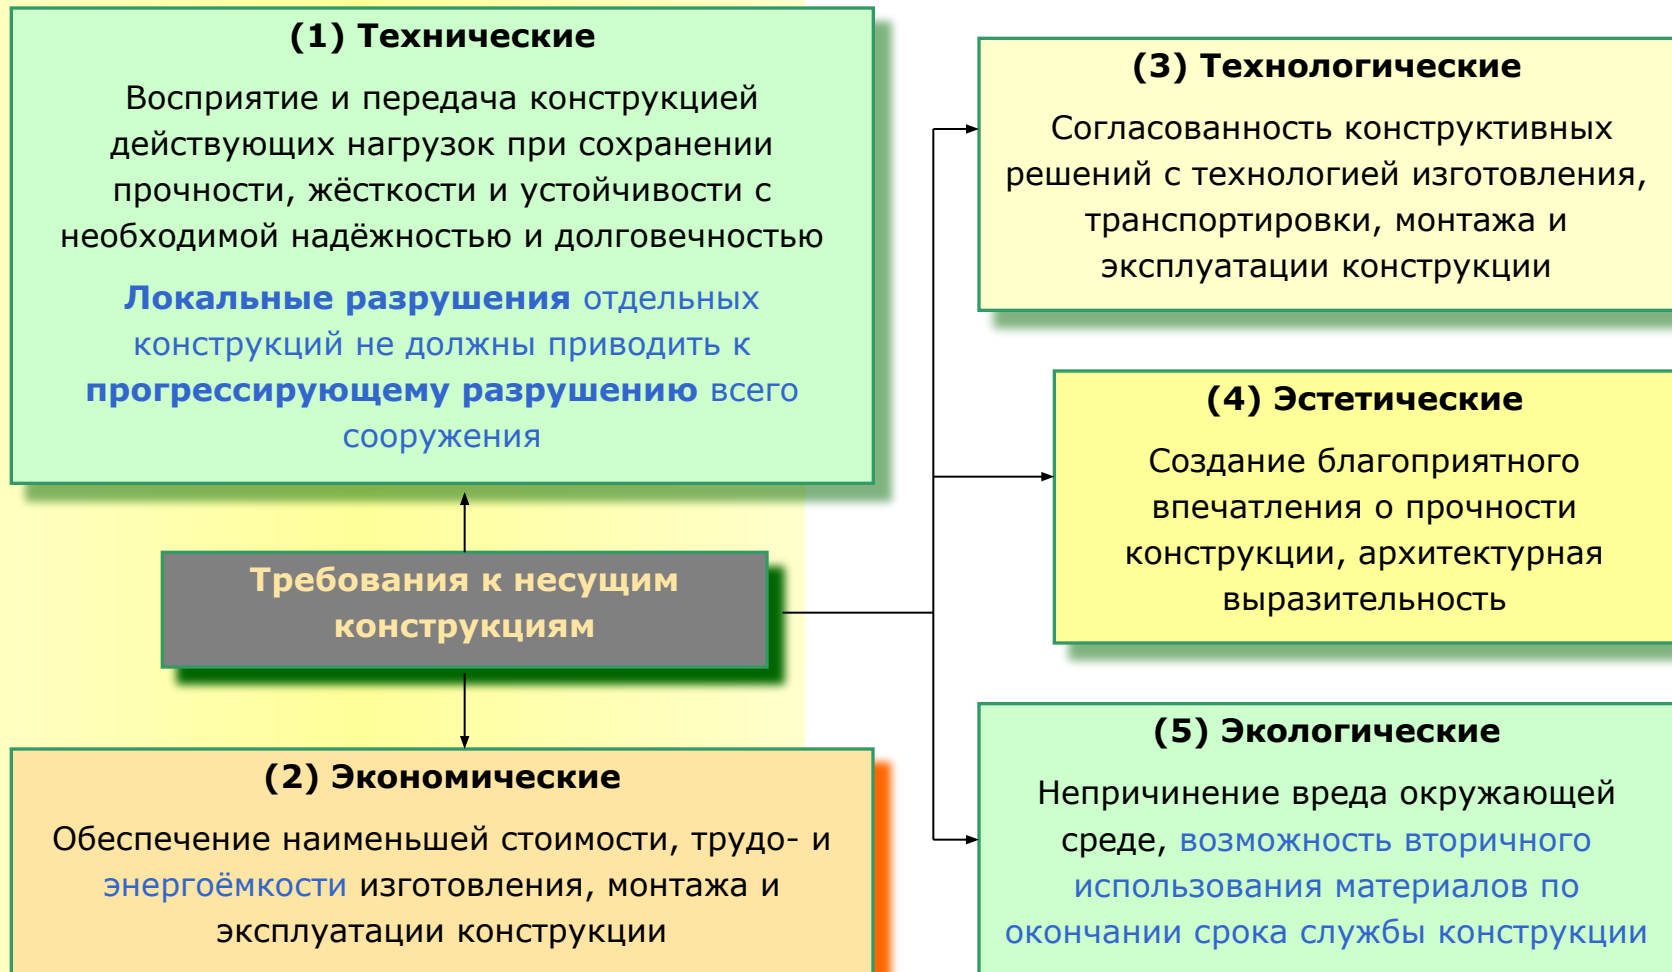 (1) Технические
Восприятие и передача конструкцией
действующих нагрузок при сохранении
прочности, жёсткости и устойчивости с
необходимой надёжностью и долговечностью
Локальные разрушения отдельных
конструкций не должны приводить к
прогрессирующему разрушению всего
сооружения
Требования к несущим
конструкциям
(2) Экономические
Обеспечение наименьшей стоимости, трудо- и
энергоёмкости изготовления, монтажа и
эксплуатации конструкции
(3) Технологические
Согласованность конструктивных
решений с технологией изготовления,
транспортировки, монтажа и
эксплуатации конструкции
(4) Эстетические
Создание благоприятного
впечатления о прочности
конструкции, архитектурная
выразительность
(5) Экологические
Непричинение вреда окружающей
среде, возможность вторичного
использования материалов по
окончании срока службы конструкции